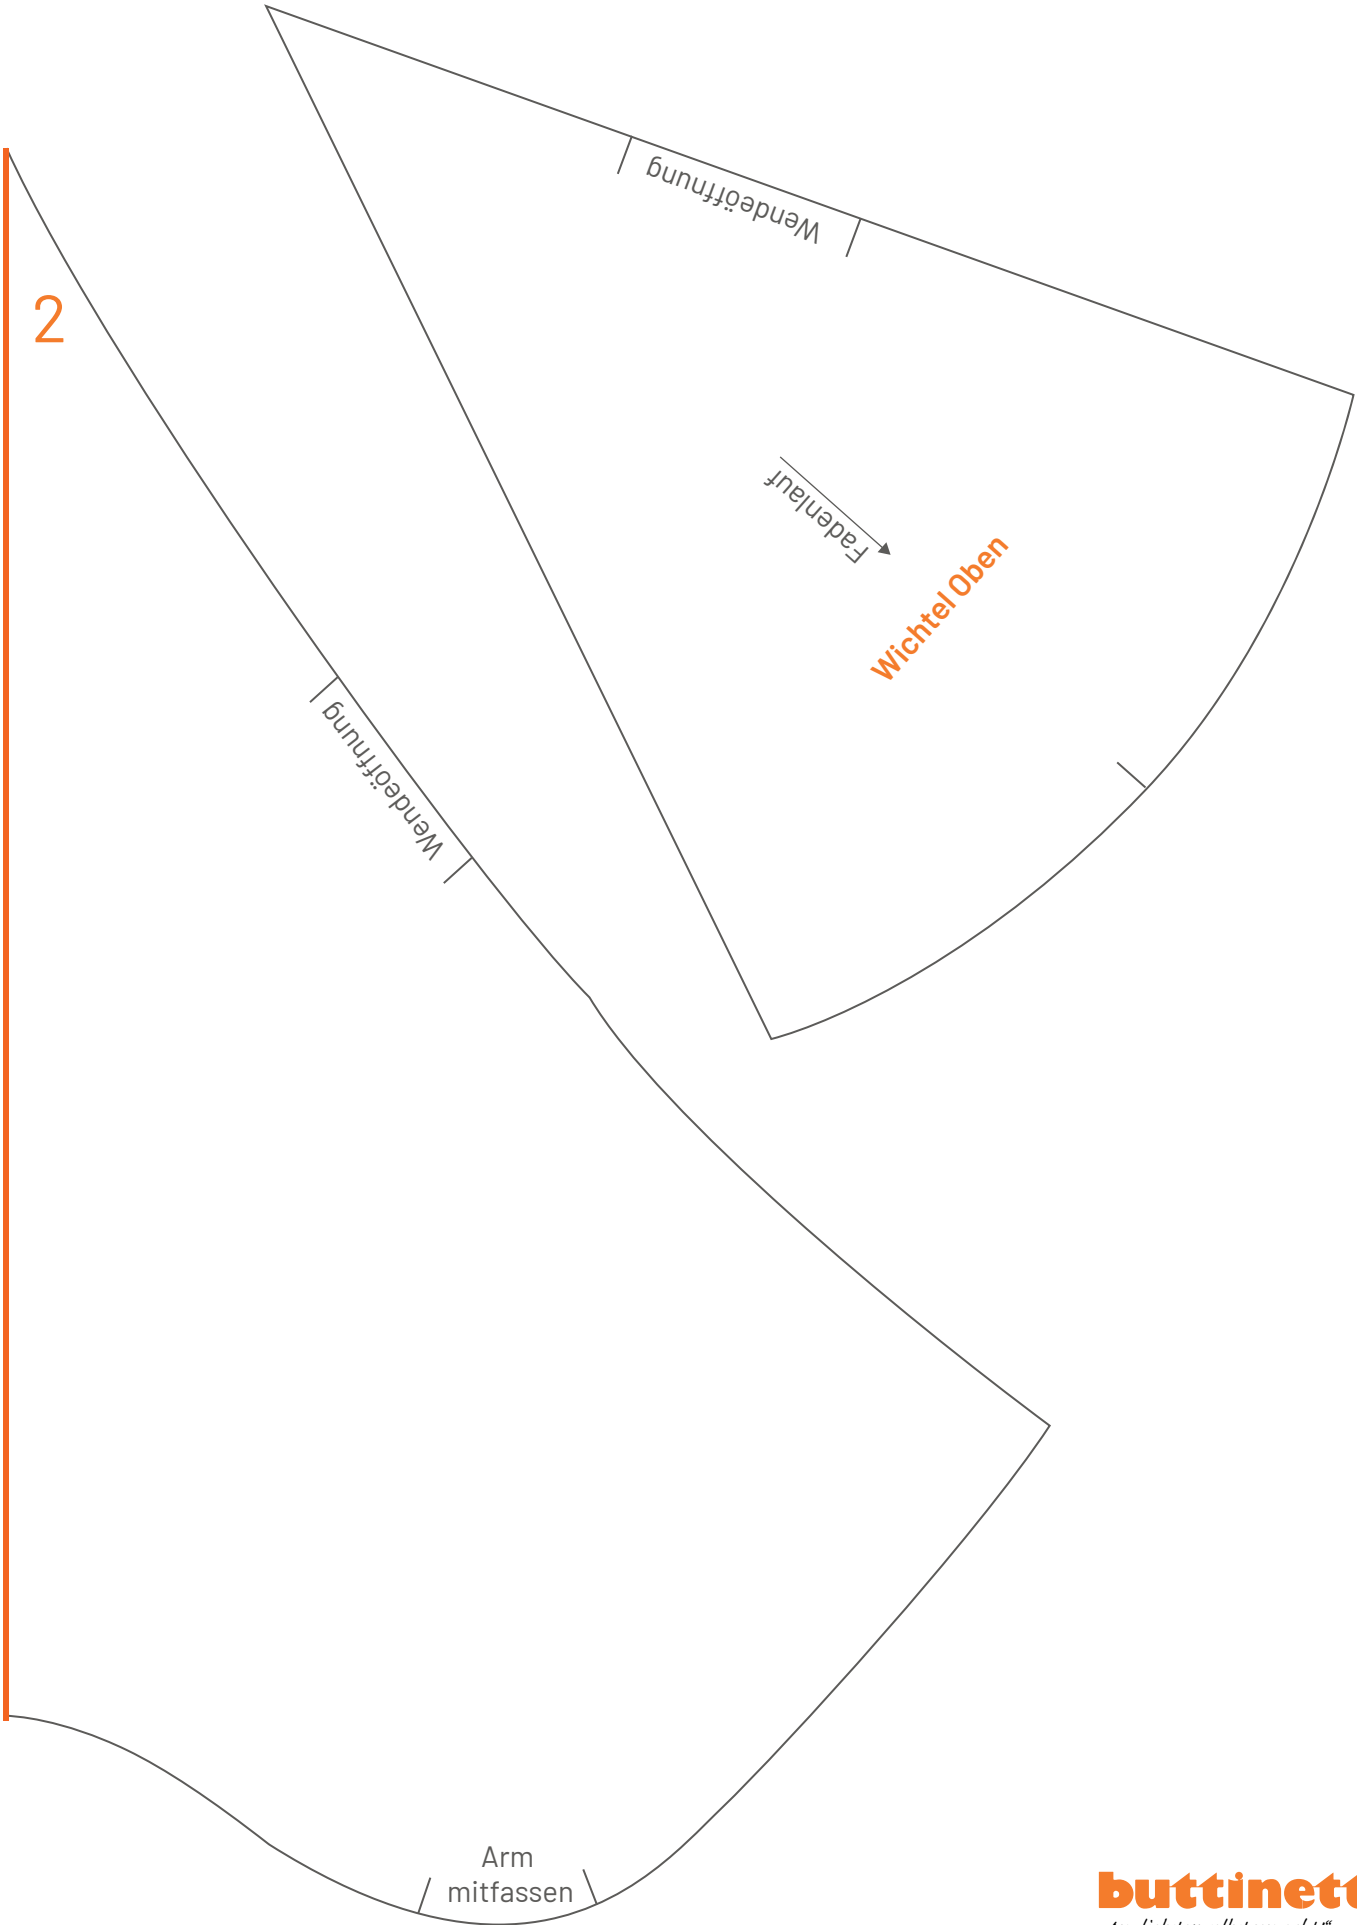 Wendeöffnung
2
Fadenlauf
Wichtel Oben
Wendeöffnung
Arm
mitfassen
buttinett